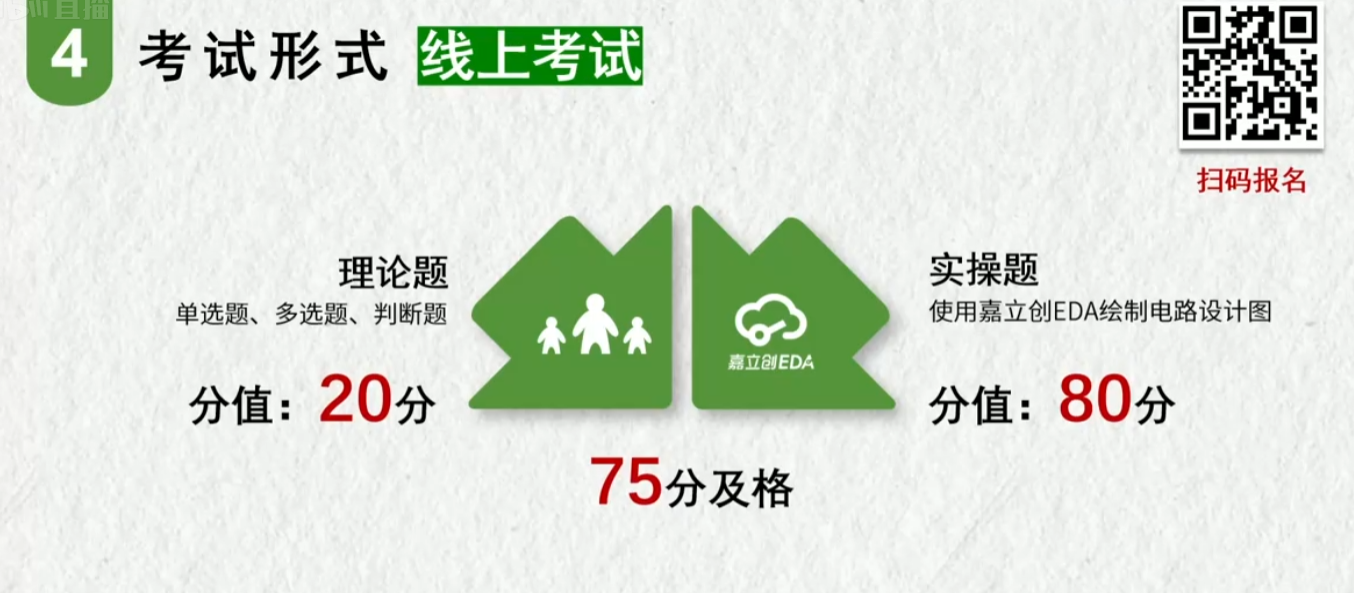 4 考试形式 线上考试
扫码报名
理论题
单选题、多选题、判断题
分值：20分
嘉立创EDA
实操题
使用嘉立创EDA绘制电路设计图
分值：80分
75分及格